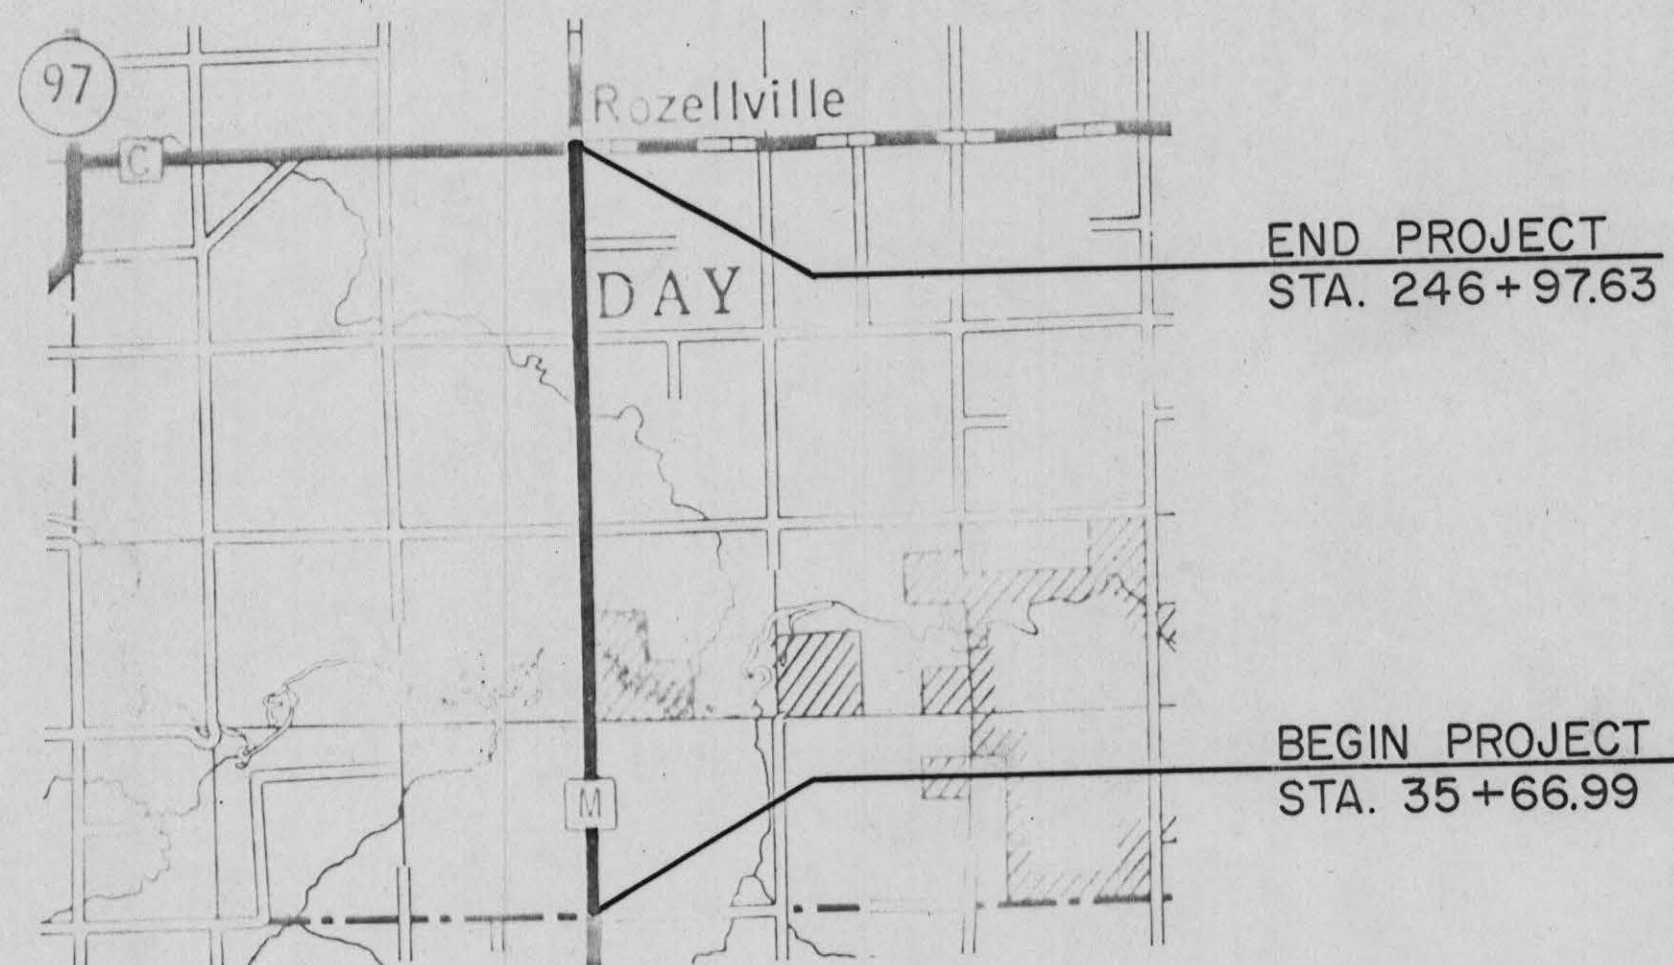 H
97
Rozellville
C
END PROJECT
STA. 246+97.63
DAY
BEGIN PROJECT
STA. 35+66.99
M